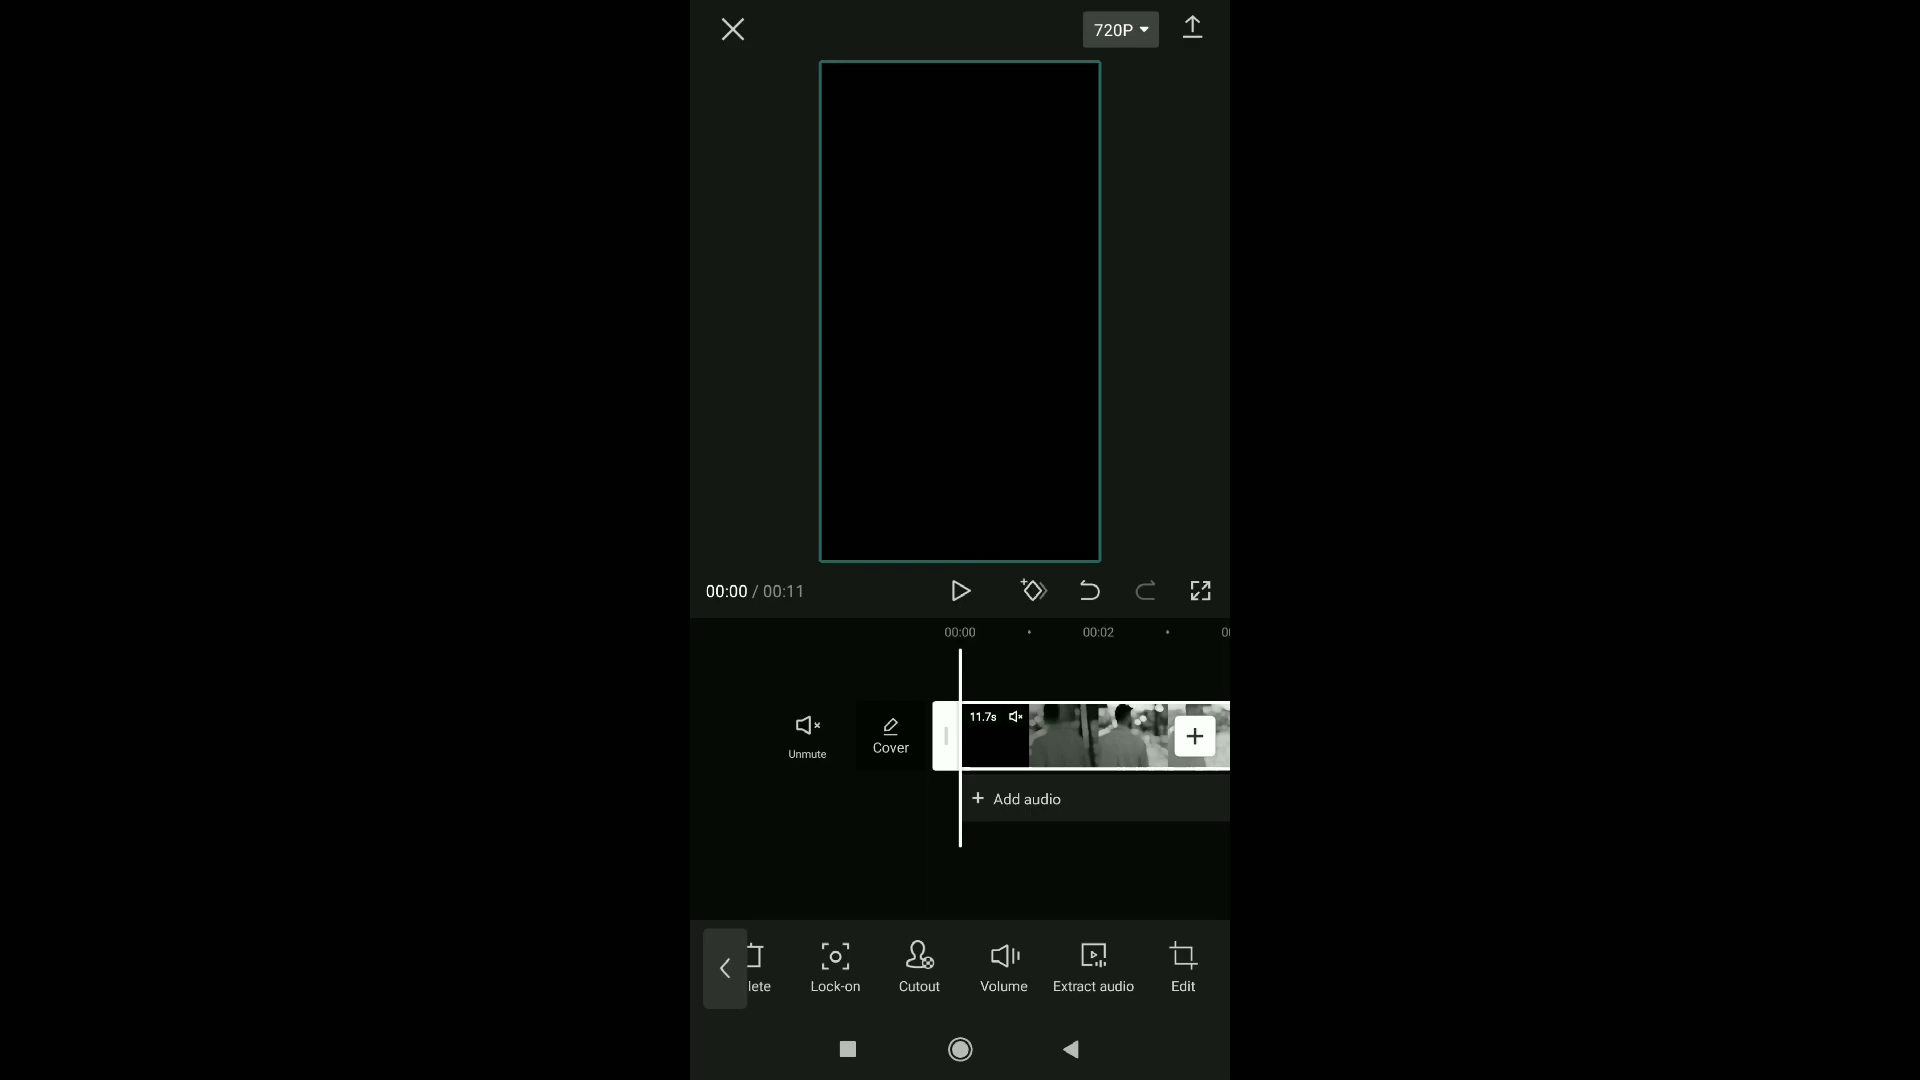 720P
00:00 / 00:11
00:00 00:02 0
11.7s
Unmute
Cover
+ Add audio
lete
Lock-on
Cutout
Volume
Extract audio
Edit